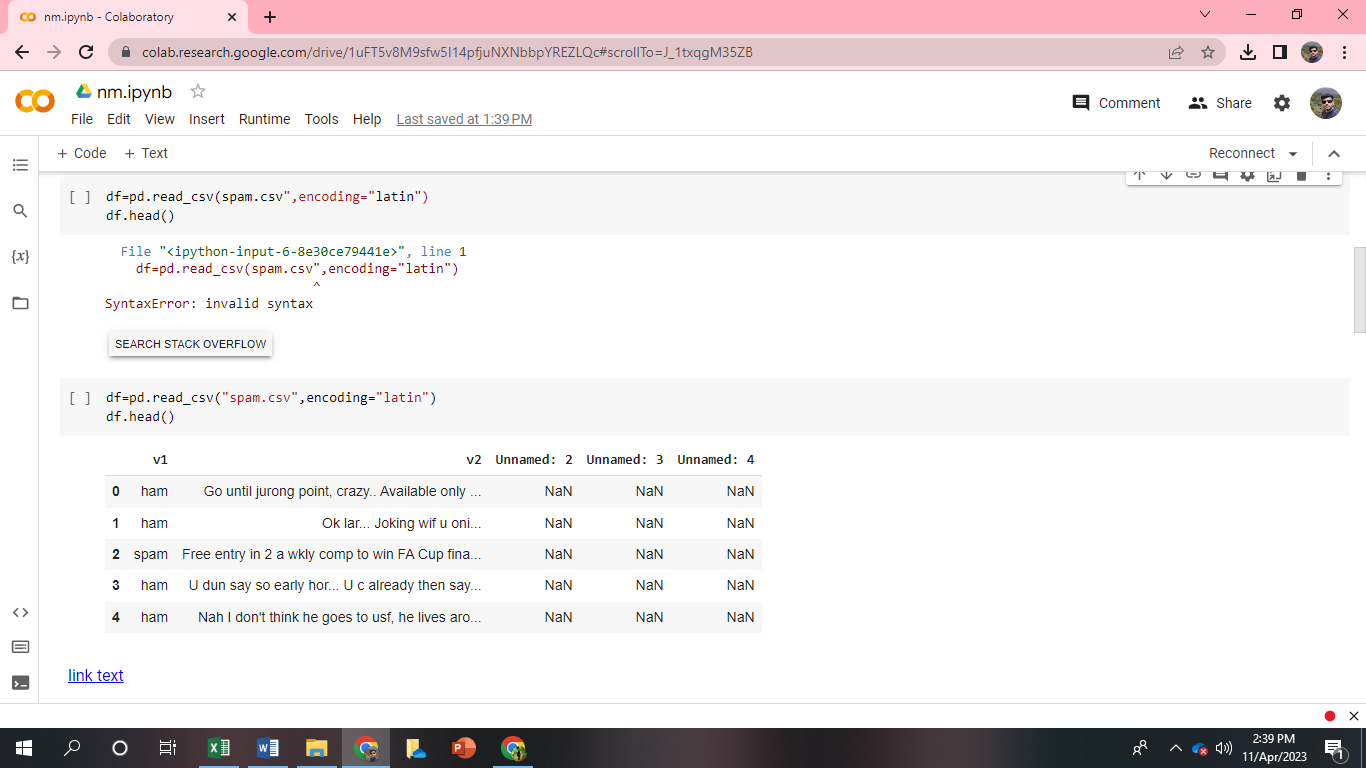 nm.ipynb - Colaboratory
colab.research.google.com/drive/1uFT5v8M9sfw5I14pfjuNXNbbpYREZLQc#scrollTo=J_1txqgM35ZB
nm.ipynb
Comment
Share
File Edit View Insert Runtime Tools Help Last saved at 1:39 PM
+ Code + Text
Reconnect
[ ] df=pd.read_csv(spam.csv",encoding="latin")
df.head()
{x}
File "<ipython-input-6-8e30ce79441e>", line 1
df=pd.read_csv(spam.csv",encoding="latin")
^
SyntaxError: invalid syntax
SEARCH STACK OVERFLOW
[ ] df=pd.read_csv("spam.csv",encoding="latin")
df.head()
v1 v2 Unnamed: 2 Unnamed: 3 Unnamed: 4
0 ham Go until jurong point, crazy.. Available only ... NaN NaN NaN
1 ham Ok lar... Joking wif u oni... NaN NaN NaN
2 spam Free entry in 2 a wkly comp to win FA Cup fina... NaN NaN NaN
3 ham U dun say so early hor... U c already then say... NaN NaN NaN
4 ham Nah I don't think he goes to usf, he lives aro... NaN NaN NaN
link text
2:39 PM
11/Apr/2023
1